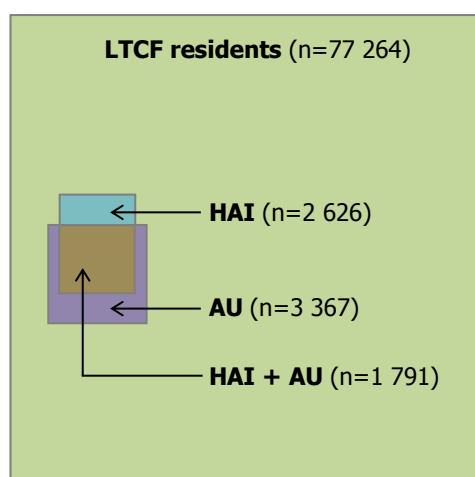 LTCF residents (n=77 264)
HAI (n=2 626)
AU (n=3 367)
HAI + AU (n=1 791)